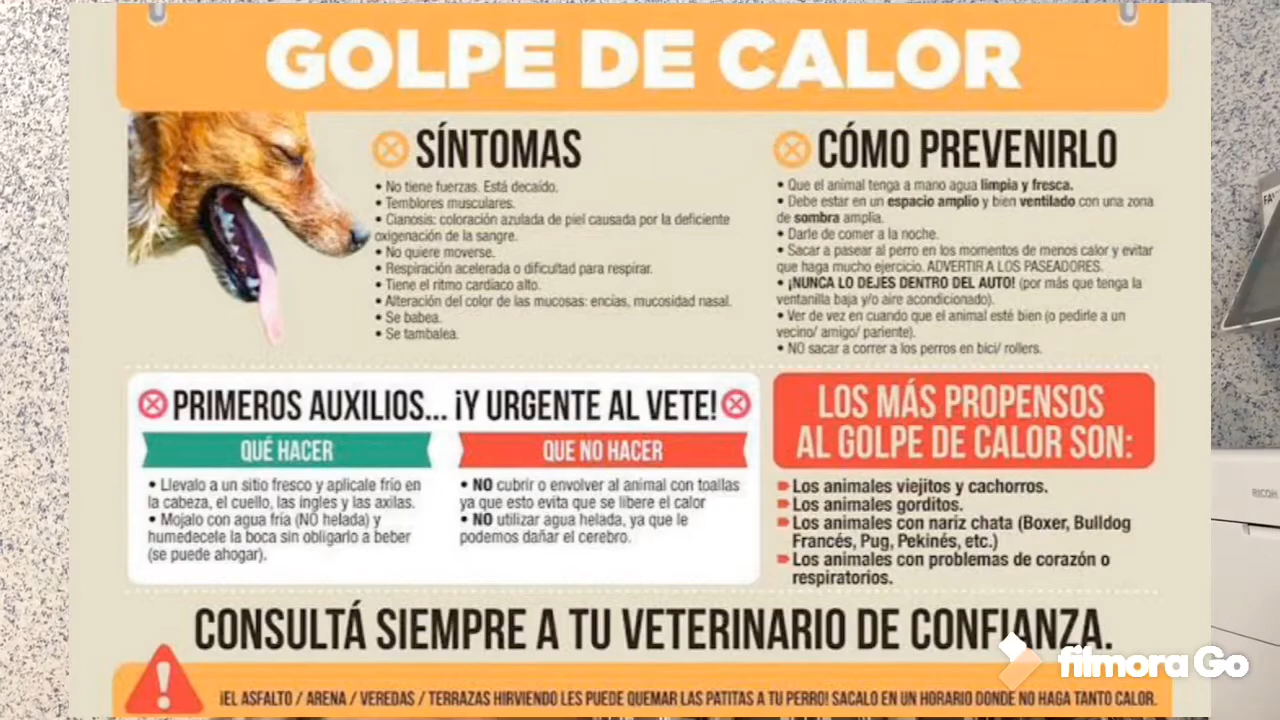 GOLPE DE CALOR
SÍNTOMAS
• No tiene fuerzas. Está decaído.
• Temblores musculares.
• Cianosis: coloración azulada de piel causada por la deficiente
oxigenación de la sangre.
• No quiere moverse.
• Respiración acelerada o dificultad para respirar.
• Tiene el ritmo cardíaco alto.
• Alteración del color de las mucosas: encías, mucosidad nasal.
• Se babea.
• Se tambalea.
CÓMO PREVENIRLO
• Que el animal tenga a mano agua limpia y fresca.
• Debe estar en un espacio amplio y bien ventilado con una zona
de sombra amplia.
• Darle de comer a la noche.
• Sacar a pasear al perro en los momentos de menos calor y evitar
que haga mucho ejercicio. ADVERTIR A LOS PASEADORES.
• ¡NUNCA LO DEJES DENTRO DEL AUTO! (por más que tenga la
ventanilla baja y/o aire acondicionado).
• Ver de vez en cuando que el animal esté bien (o pedirle a un
vecino/ amigo/ pariente).
• NO sacar a correr a los perros en bici/ rollers.
PRIMEROS AUXILIOS... ¡Y URGENTE AL VETE!
QUÉ HACER
• Llevalo a un sitio fresco y aplicale frío en
la cabeza, el cuello, las ingles y las axilas.
• Mojalo con agua fría (NO helada) y
humedecele la boca sin obligarlo a beber
(se puede ahogar).
QUE NO HACER
• NO cubrir o envolver al animal con toallas
ya que esto evita que se libere el calor
• NO utilizar agua helada, ya que le
podemos dañar el cerebro.
LOS MÁS PROPENSOS
AL GOLPE DE CALOR SON:
Los animales viejitos y cachorros.
Los animales gorditos.
Los animales con nariz chata (Boxer, Bulldog
Francés, Pug, Pekinés, etc.)
Los animales con problemas de corazón o
respiratorios.
CONSULTÁ SIEMPRE A TU VETERINARIO DE CONFIANZA.
¡EL ASFALTO / ARENA / VEREDAS / TERRAZAS HIRVIENDO LES PUEDE QUEMAR LAS PATITAS A TU PERRO! SACALO EN UN HORARIO DONDE NO HAGA TANTO CALOR.
filmora Go
RICOH